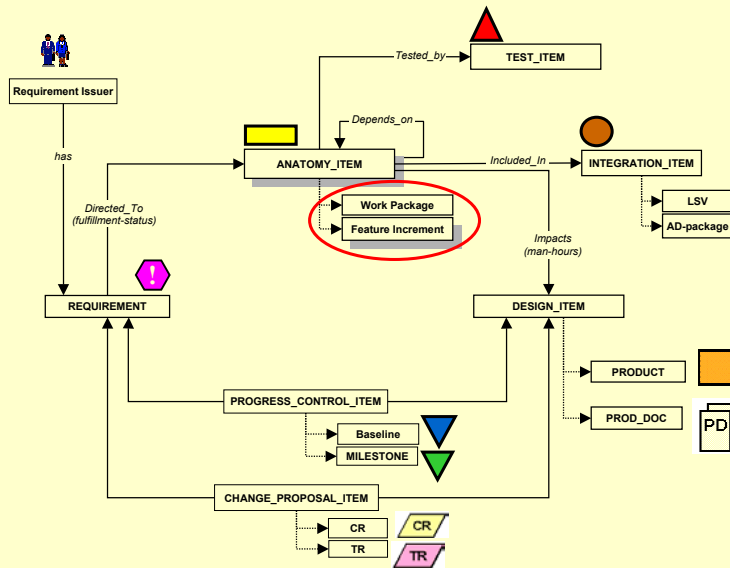 Tested_by
TEST_ITEM
Requirement Issuer
Depends_on
has
ANATOMY_ITEM
Included_In
INTEGRATION_ITEM
Work Package
LSV
Directed_To
(fulfillment-status)
Feature Increment
AD-package
Impacts
(man-hours)
!
REQUIREMENT
DESIGN_ITEM
PRODUCT
PROGRESS_CONTROL_ITEM
PROD_DOC
PD
Baseline
MILESTONE
CHANGE_PROPOSAL_ITEM
CR
CR
TR
TR